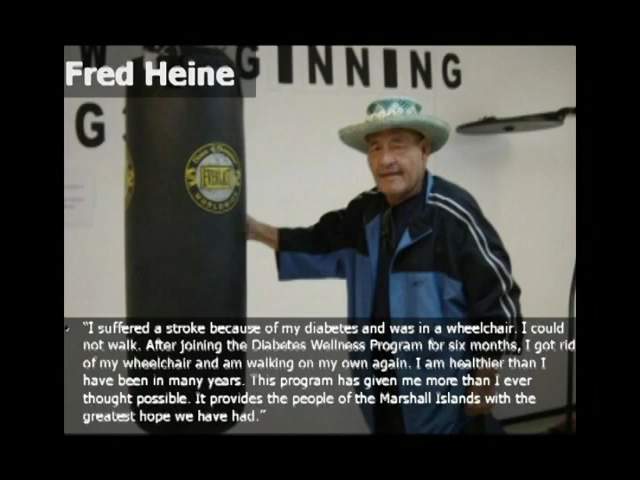 GINNING
Fred Heine
G
EVERLAST
"I suffered a stroke because of my diabetes and was in a wheelchair. I could
not walk. After joining the Diabetes Wellness Program for six months, I got rid
of my wheelchair and am walking on my own again. I am healthier than I
have been in many years. This program has given me more than I ever
thought possible. It provides the people of the Marshall Islands with the
greatest hope we have had."